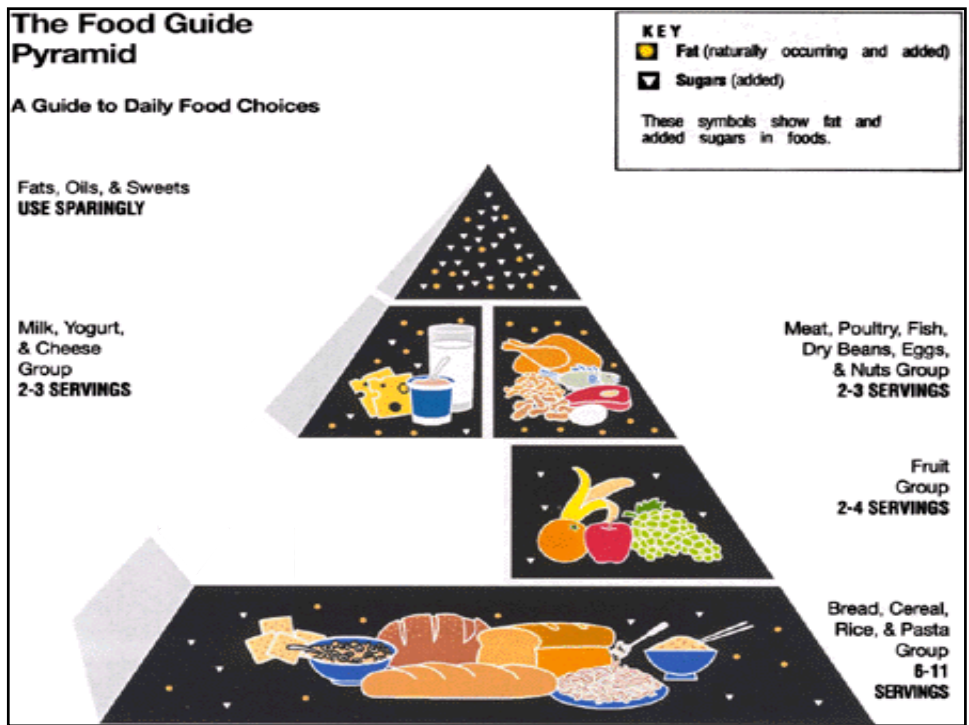 The Food Guide
Pyramid
A Guide to Daily Food Choices
KEY
Fat (naturally occurring and added)
Sugars (added)
These symbols show fat and
added sugars in foods.
Fats, Oils, & Sweets
USE SPARINGLY
Milk, Yogurt,
& Cheese
Group
2-3 SERVINGS
Meat, Poultry, Fish,
Dry Beans, Eggs,
& Nuts Group
2-3 SERVINGS
Fruit
Group
2-4 SERVINGS
Bread, Cereal,
Rice, & Pasta
Group
6-11
SERVINGS